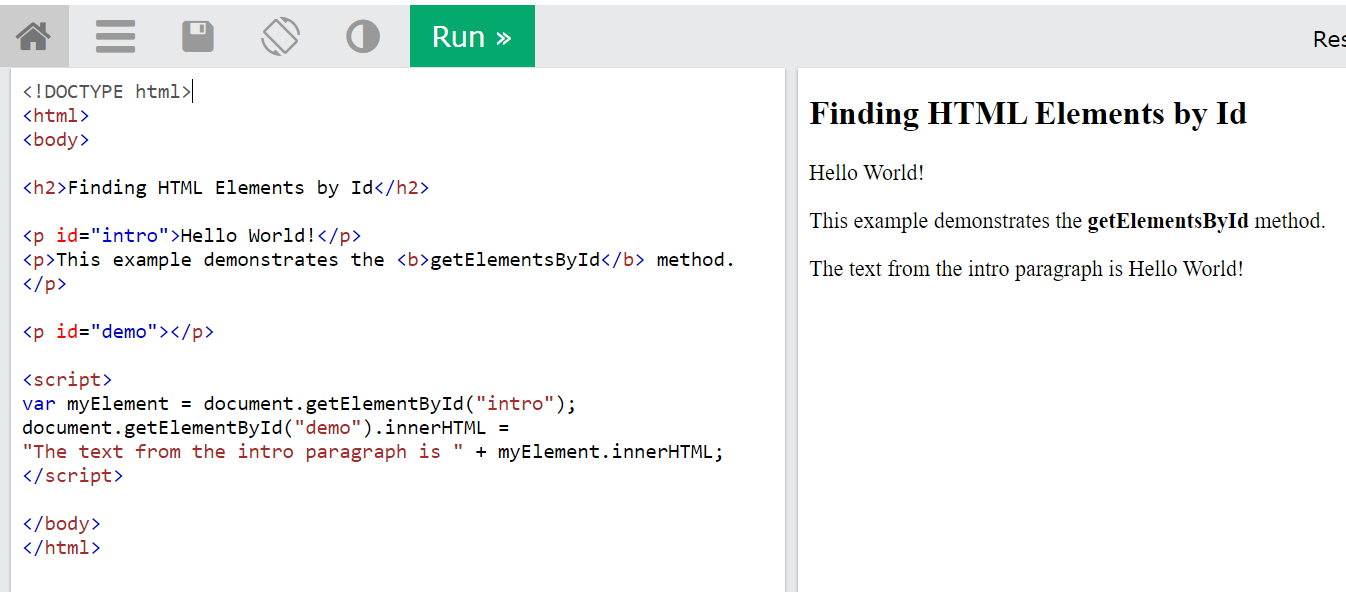 Run »
Res
<!DOCTYPE html>
<html>
<body>
<h2>Finding HTML Elements by Id</h2>
<p id="intro">Hello World!</p>
<p>This example demonstrates the <b>getElementsById</b> method.
</p>
<p id="demo"></p>
<script>
var myElement = document.getElementById("intro");
document.getElementById("demo").innerHTML =
"The text from the intro paragraph is " + myElement.innerHTML;
</script>
</body>
</html>
Finding HTML Elements by Id
Hello World!
This example demonstrates the getElementsById method.
The text from the intro paragraph is Hello World!